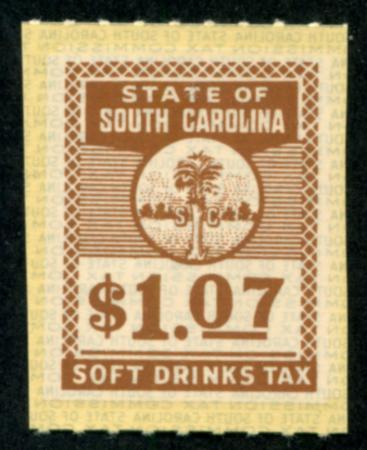 STATE OF
SOUTH CAROLINA
S C
$1.07
SOFT DRINKS TAX